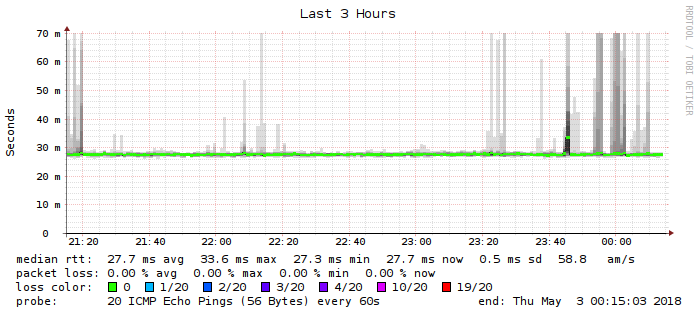 Last 3 Hours
RRDTOOL / TOBI OETIKER
Seconds
70 m
60 m
50 m
40 m
30 m
20 m
10 m
0
21:20 21:40 22:00 22:20 22:40 23:00 23:20 23:40 00:00
median rtt: 27.7 ms avg 33.6 ms max 27.3 ms min 27.7 ms now 0.5 ms sd 58.8 am/s
packet loss: 0.00 % avg 0.00 % max 0.00 % min 0.00 % now
loss color: 0 1/20 2/20 3/20 4/20 10/20 19/20
probe: 20 ICMP Echo Pings (56 Bytes) every 60s end: Thu May 3 00:15:03 2018